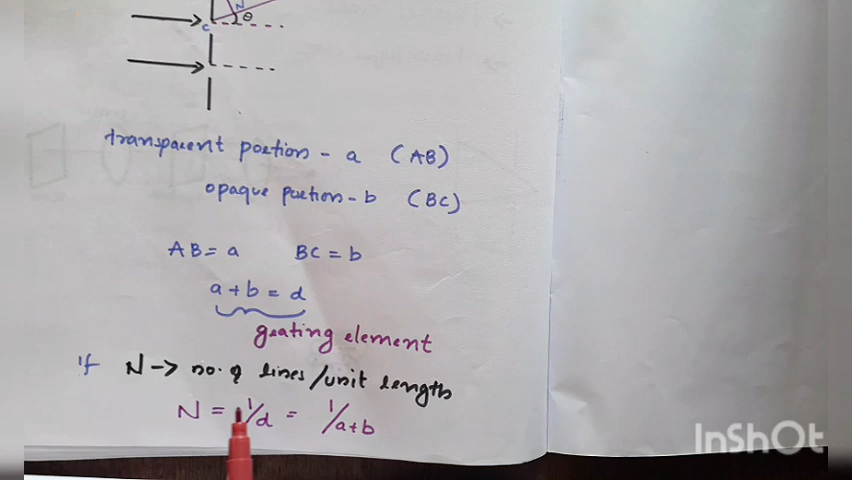 N
θ
C
transparent portion - a (AB)
opaque portion - b (BC)
AB = a BC = b
a + b = d
grating element
if N → no. of lines/unit length
N = 1/d = 1/a+b
InShOt